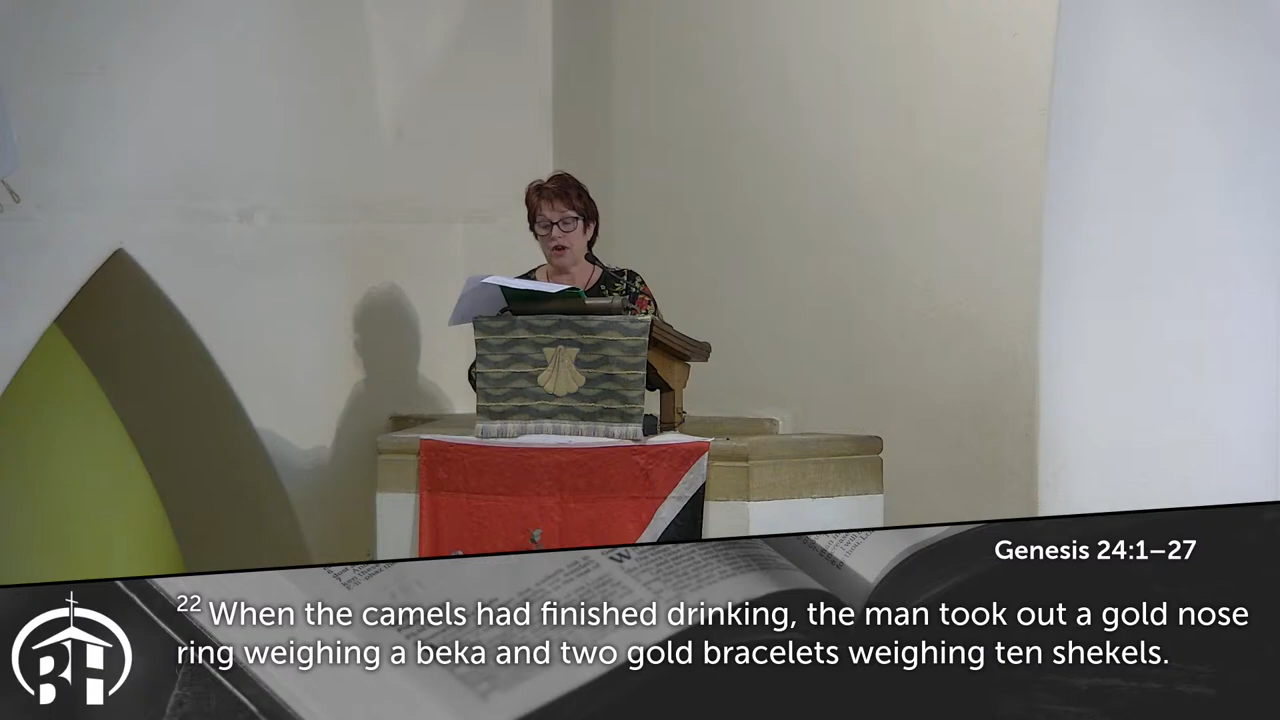 Genesis 24:1–27
22 When the camels had finished drinking, the man took out a gold nose
ring weighing a beka and two gold bracelets weighing ten shekels.
BH